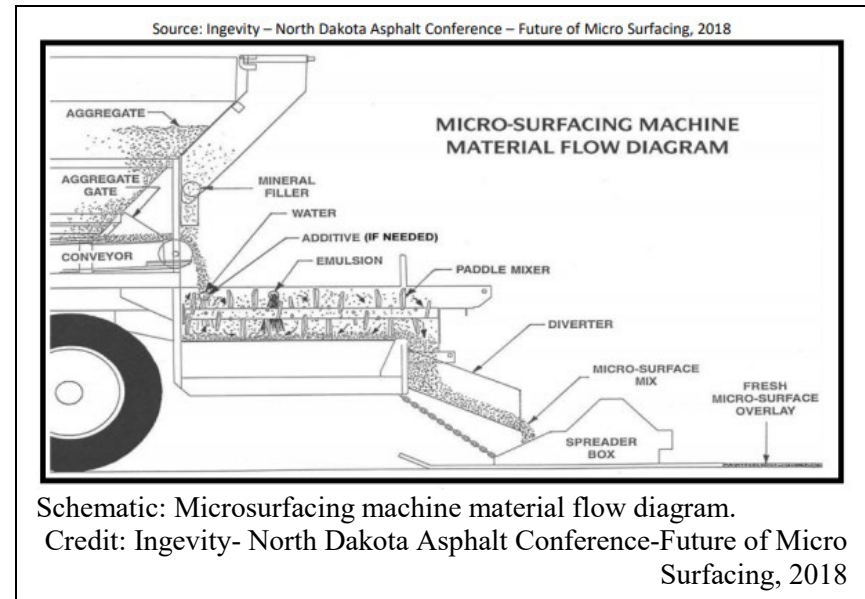 Source: Ingevity – North Dakota Asphalt Conference – Future of Micro Surfacing, 2018
MICRO-SURFACING MACHINE
MATERIAL FLOW DIAGRAM
AGGREGATE
AGGREGATE
GATE
MINERAL
FILLER
WATER
ADDITIVE (IF NEEDED)
CONVEYOR
EMULSION
PADDLE MIXER
DIVERTER
MICRO-SURFACE
MIX
FRESH
MICRO-SURFACE
OVERLAY
SPREADER
BOX
Schematic: Microsurfacing machine material flow diagram.
Credit: Ingevity- North Dakota Asphalt Conference-Future of Micro
Surfacing, 2018